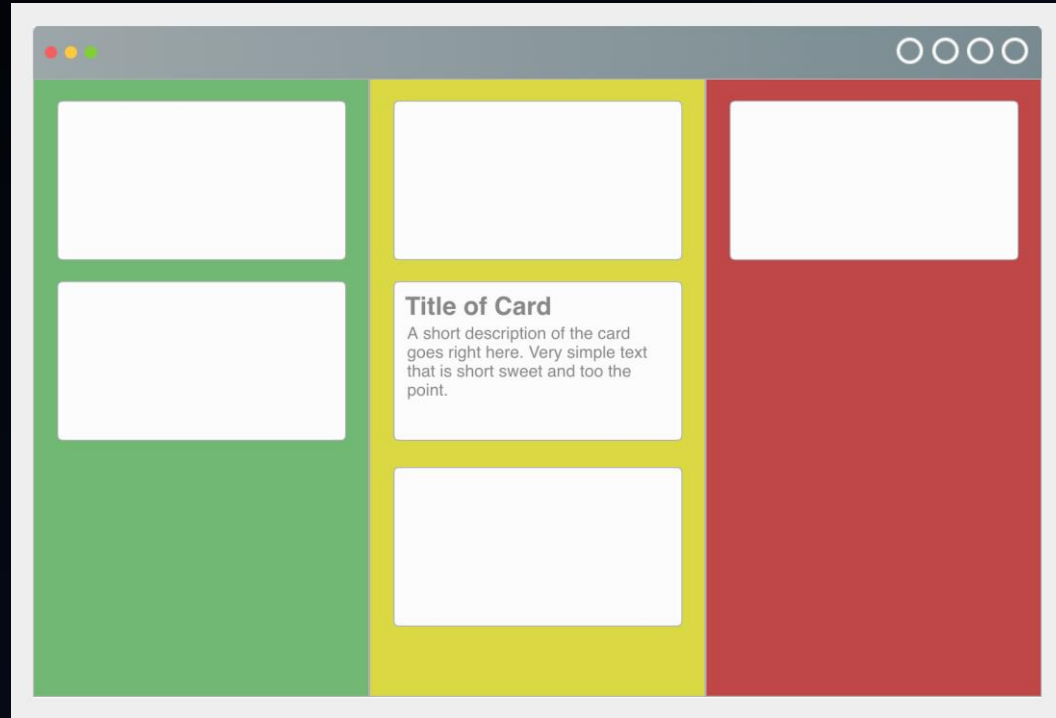 Title of Card
A short description of the card
goes right here. Very simple text
that is short sweet and too the
point.